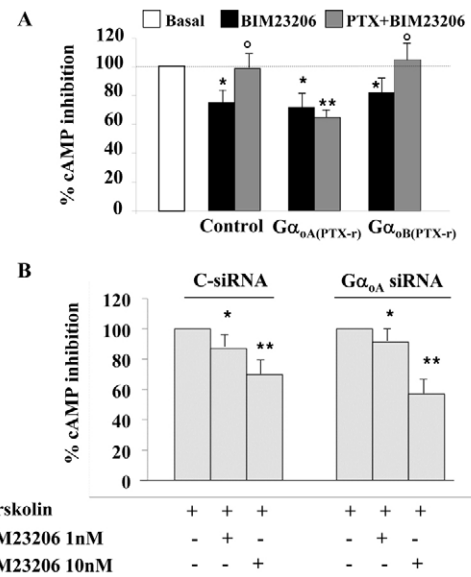 A
Basal BIM23206 PTX+BIM23206
% cAMP inhibition
120
100
80
60
40
20
0
* ° * ** * °
Control GαoA(PTX-r) GαoB(PTX-r)
B
C-siRNA GαoA siRNA
% cAMP inhibition
120
100
80
60
40
20
0
* ** * **
rskolin + + + + + +
M23206 1nM - + - - + -
M23206 10nM - - + - - +